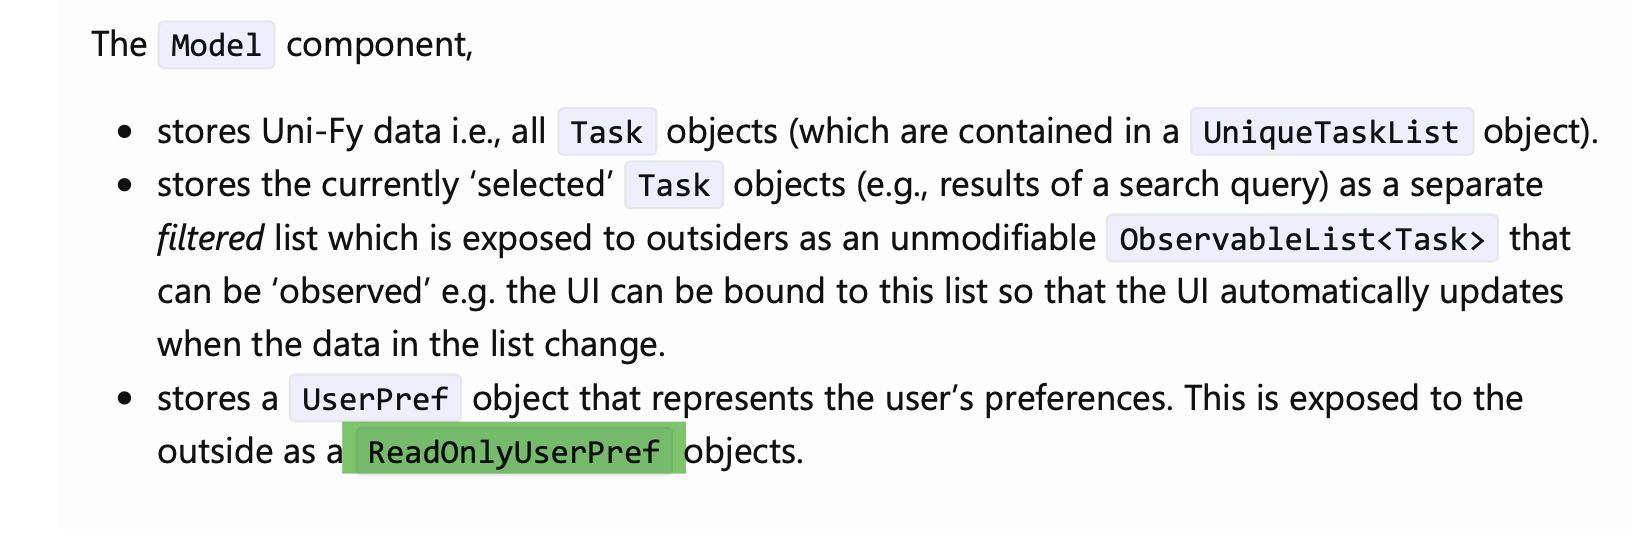 The Model component,
• stores Uni-Fy data i.e., all Task objects (which are contained in a UniqueTaskList object).
• stores the currently ‘selected’ Task objects (e.g., results of a search query) as a separate
filtered list which is exposed to outsiders as an unmodifiable ObservableList<Task> that
can be ‘observed’ e.g. the UI can be bound to this list so that the UI automatically updates
when the data in the list change.
• stores a UserPref object that represents the user’s preferences. This is exposed to the
outside as a ReadOnlyUserPref objects.